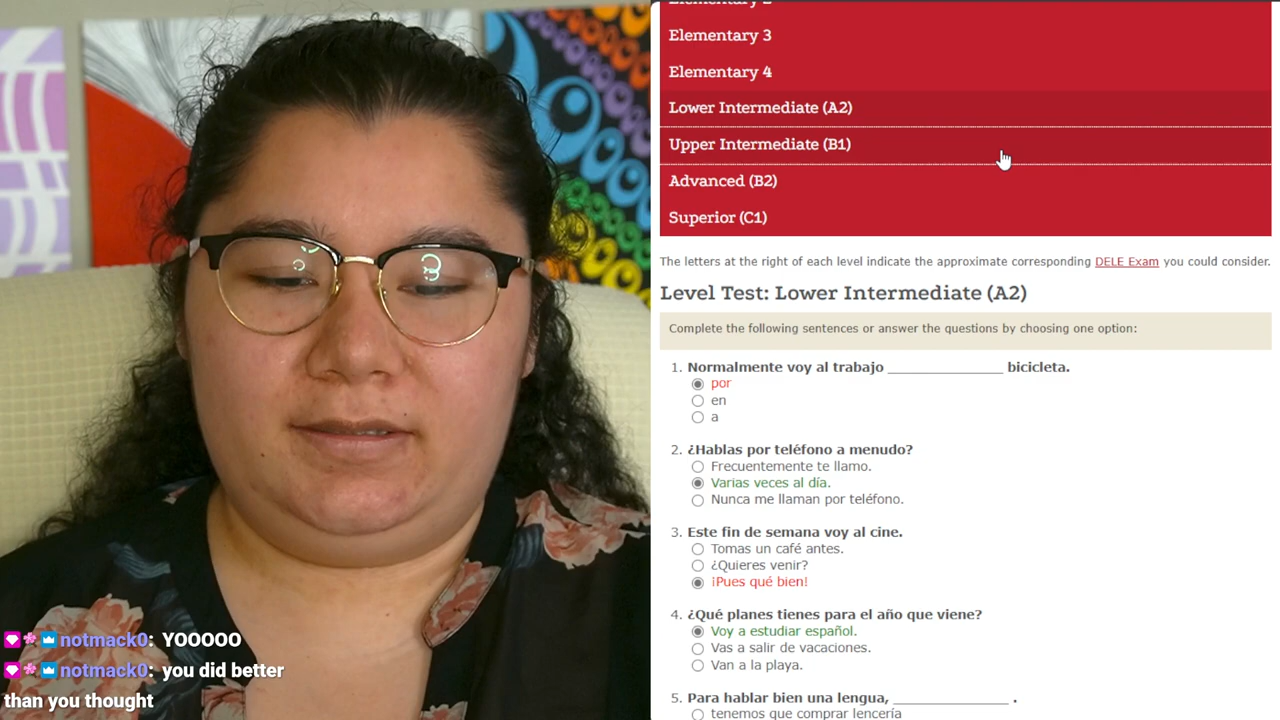 Elementary 3
Elementary 4
Lower Intermediate (A2)
Upper Intermediate (B1)
Advanced (B2)
Superior (C1)
The letters at the right of each level indicate the approximate corresponding DELE Exam you could consider.
Level Test: Lower Intermediate (A2)
Complete the following sentences or answer the questions by choosing one option:
1. Normalmente voy al trabajo ________________ bicicleta.
por
en
a
2. ¿Hablas por teléfono a menudo?
Frecuentemente te llamo.
Varias veces al día.
Nunca me llaman por teléfono.
3. Este fin de semana voy al cine.
Tomas un café antes.
¿Quieres venir?
¡Pues qué bien!
4. ¿Qué planes tienes para el año que viene?
Voy a estudiar español.
Vas a salir de vacaciones.
Van a la playa.
5. Para hablar bien una lengua, ________________ .
tenemos que comprar lencería
notmack0: YOOOOO
notmack0: you did better
than you thought